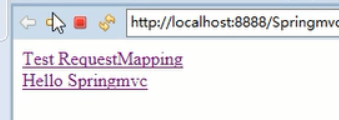 http://localhost:8888/Springmvc
Test RequestMapping
Hello Springmvc